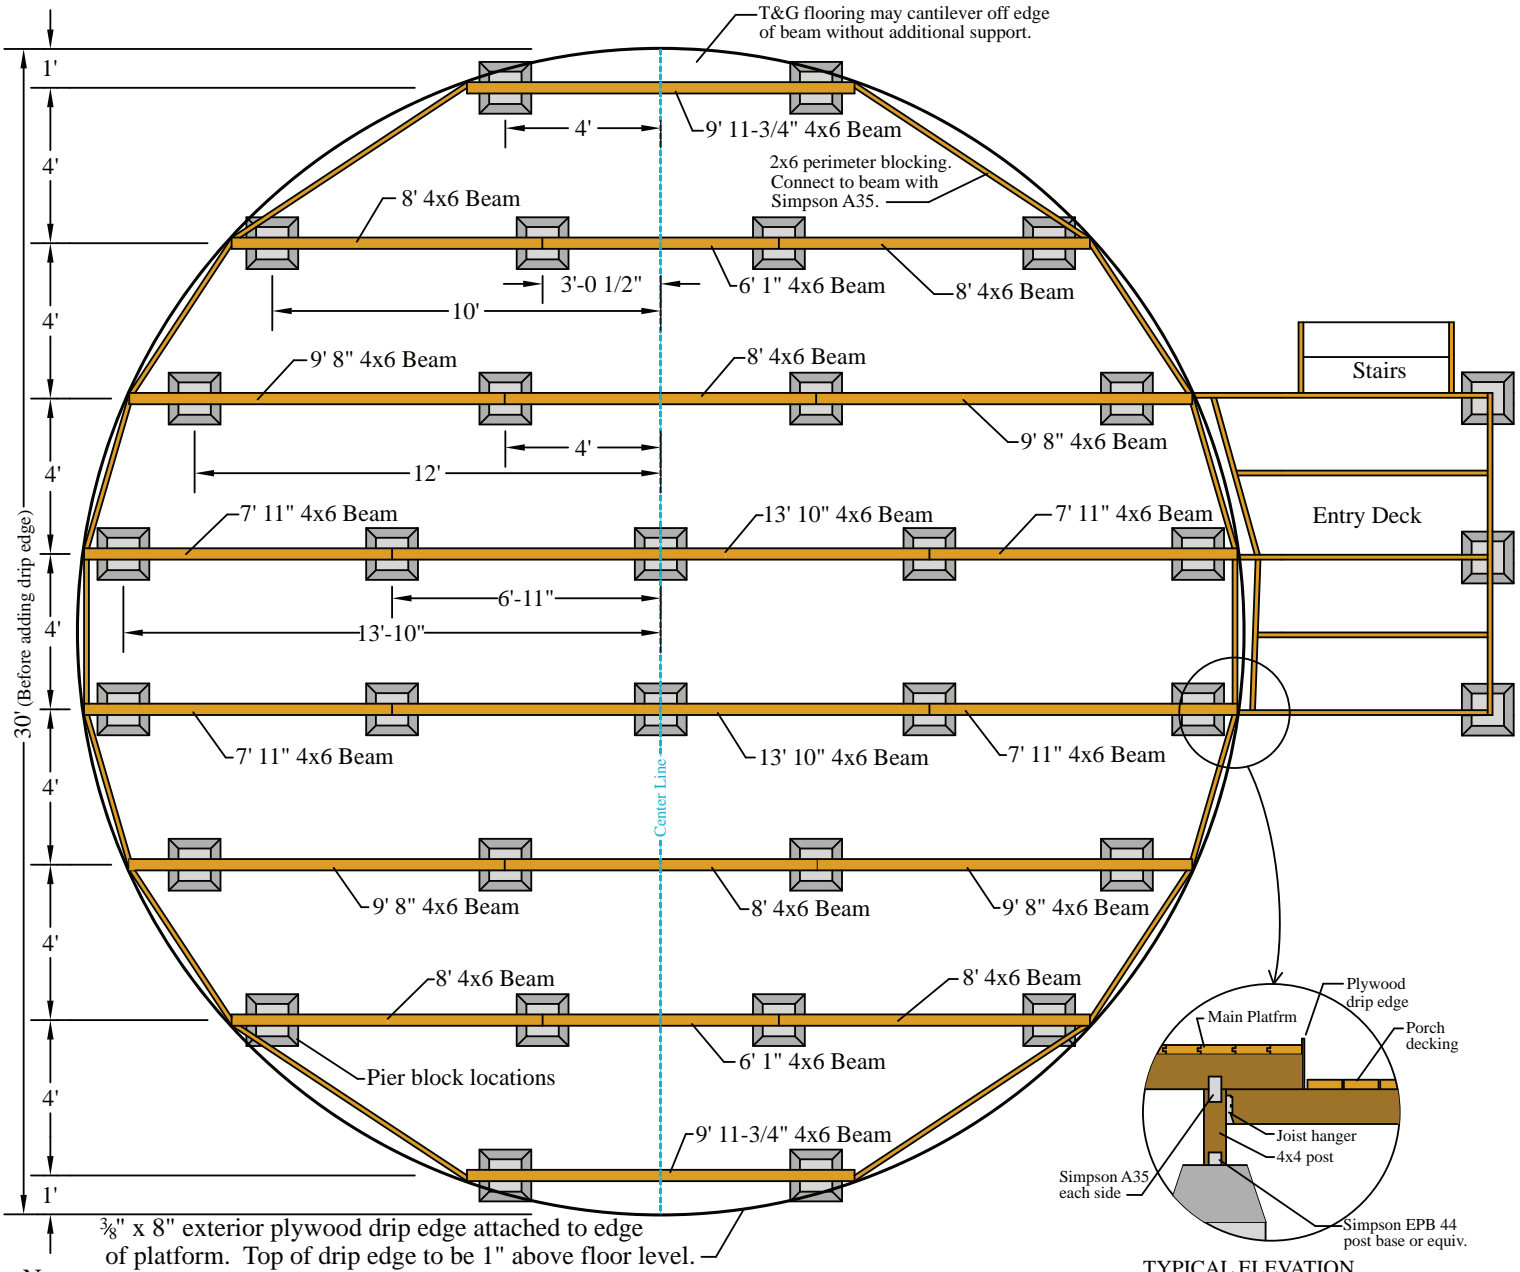 T&G flooring may cantilever off edge
of beam without additional support.
1'
4'
9' 11-3/4" 4x6 Beam
2x6 perimeter blocking.
Connect to beam with
Simpson A35.
4'
8' 4x6 Beam
3'-0 1/2"
6' 1" 4x6 Beam
8' 4x6 Beam
10'
4'
9' 8" 4x6 Beam
8' 4x6 Beam
Stairs
4'
9' 8" 4x6 Beam
12'
4'
7' 11" 4x6 Beam
13' 10" 4x6 Beam
7' 11" 4x6 Beam
Entry Deck
30' (Before adding drip edge)
6'-11"
13'-10"
4'
7' 11" 4x6 Beam
13' 10" 4x6 Beam
7' 11" 4x6 Beam
Center Line
4'
9' 8" 4x6 Beam
8' 4x6 Beam
9' 8" 4x6 Beam
4'
8' 4x6 Beam
8' 4x6 Beam
Plywood
drip edge
Main Platfrm
Porch
decking
6' 1" 4x6 Beam
Pier block locations
4'
9' 11-3/4" 4x6 Beam
Joist hanger
4x4 post
Simpson A35
each side
1'
Simpson EPB 44
post base or equiv.
⅜" x 8" exterior plywood drip edge attached to edge
of platform. Top of drip edge to be 1" above floor level.
TYPICAL ELEVATION